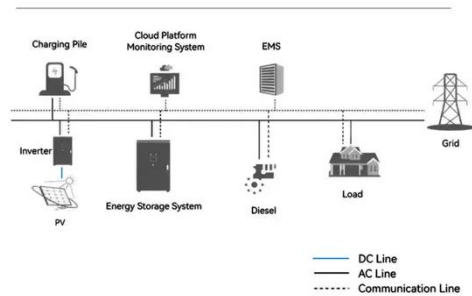 Charging Pile
Cloud Platform
Monitoring System
EMS
Grid
Inverter
PV
Energy Storage System
Diesel
Load
DC Line
AC Line
Communication Line